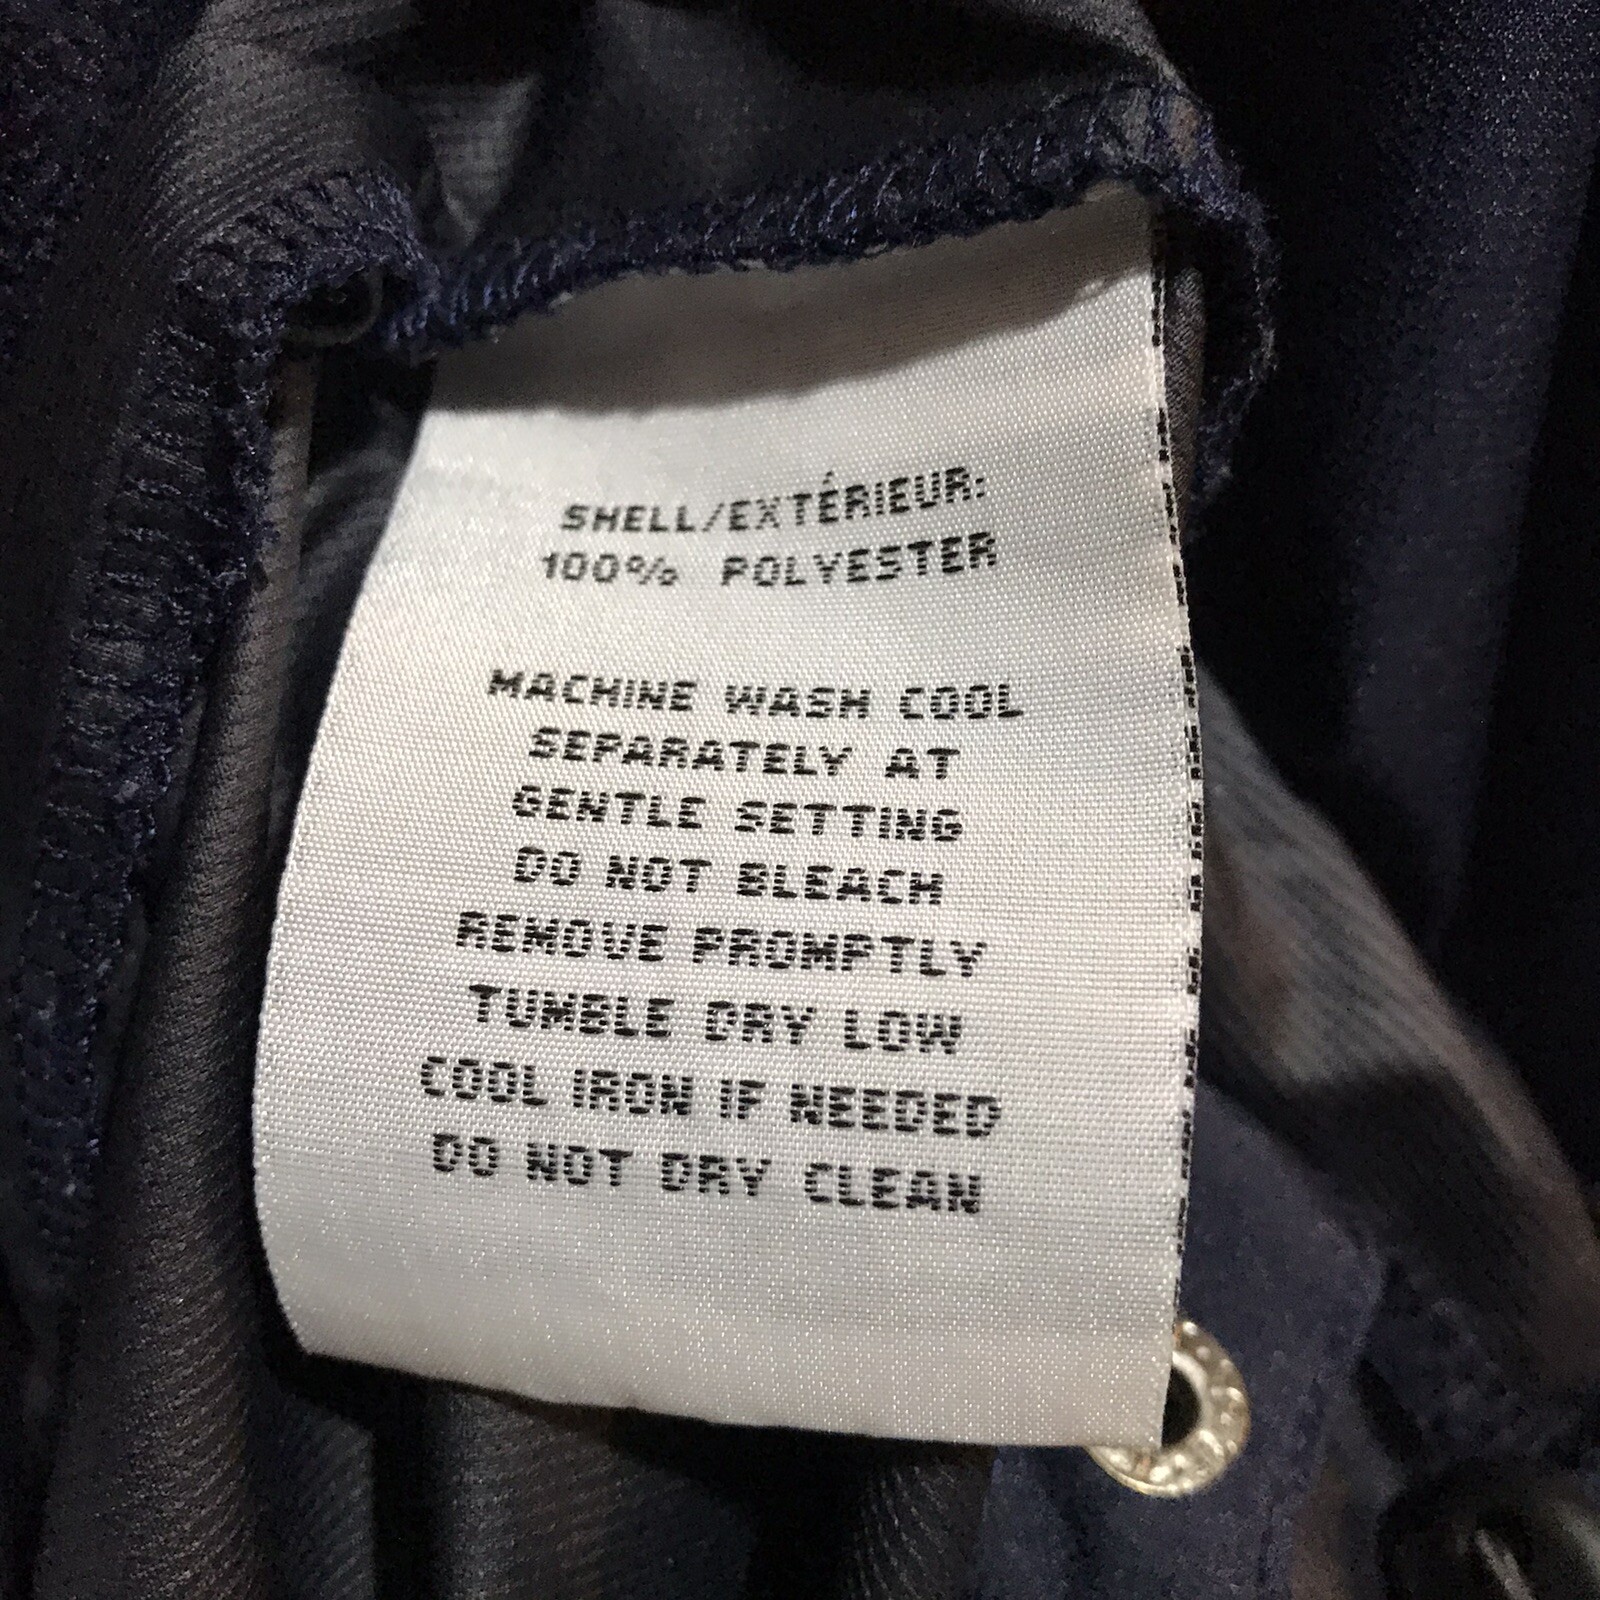 SHELL/EXTÉRIEUR:
100% POLYESTER
MACHINE WASH COOL
SEPARATELY AT
GENTLE SETTING
DO NOT BLEACH
REMOVE PROMPTLY
TUMBLE DRY LOW
COOL IRON IF NEEDED
DO NOT DRY CLEAN